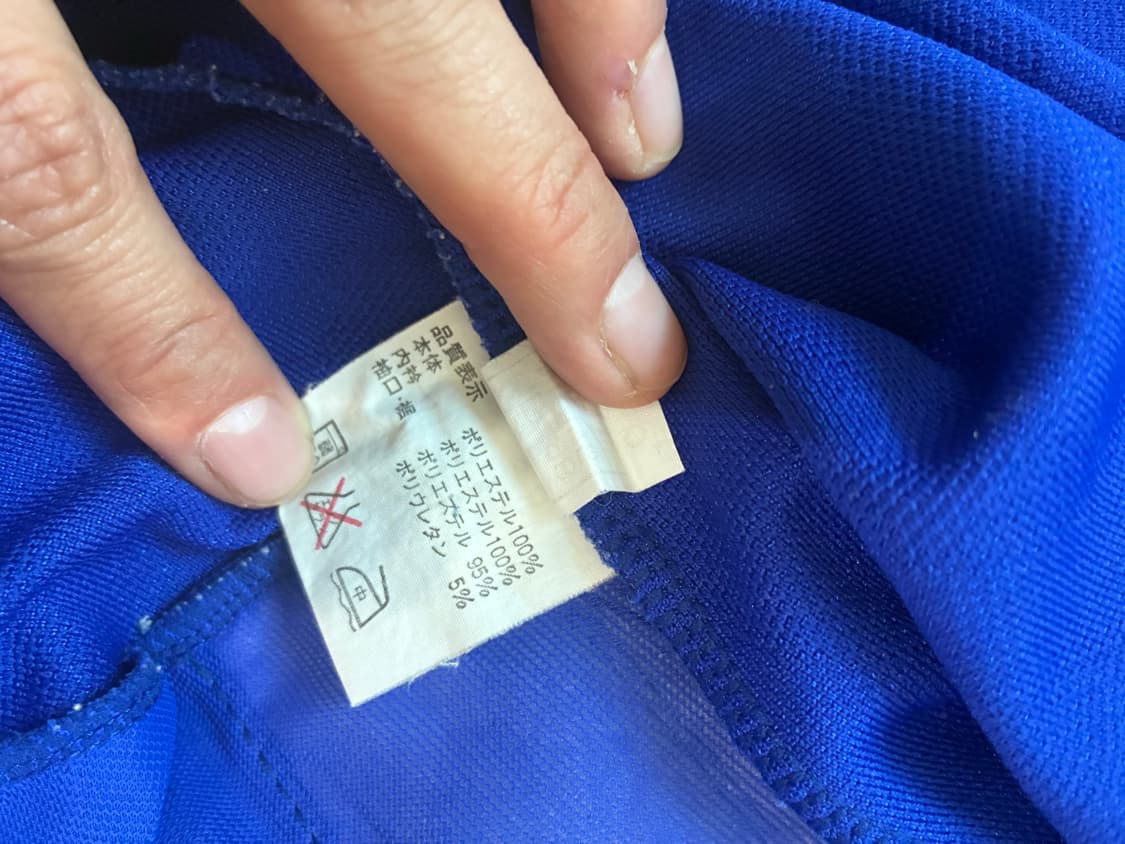 品質表示
本体 ポリエステル100%
内衿 ポリエステル100%
袖口・裾 ポリエステル 95%
ポリウレタン 5%
中